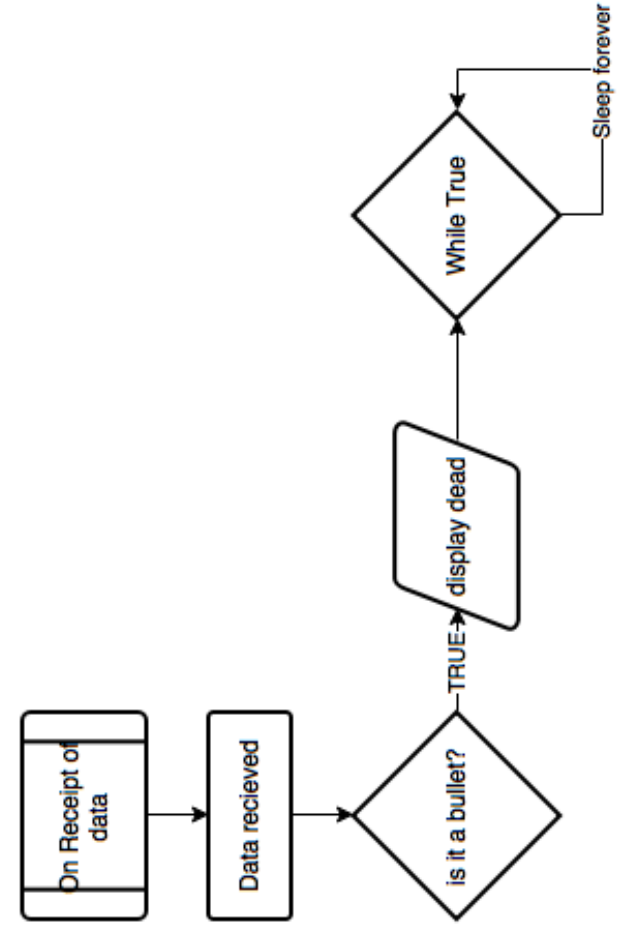 On Receipt of
data
Data recieved
is it a bullet?
TRUE
display dead
While True
Sleep forever